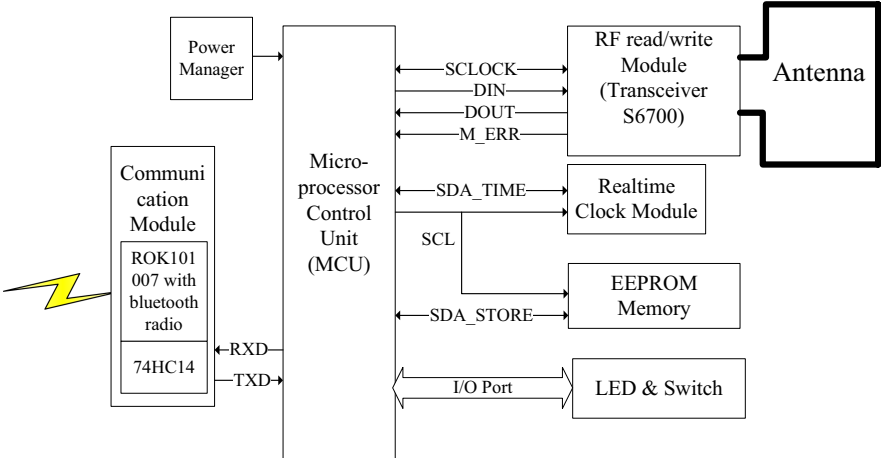 Power
Manager
Communi
cation
Module
ROK101
007 with
bluetooth
radio
74HC14
RXD
TXD
Micro-
processor
Control
Unit
(MCU)
SCLOCK
DIN
DOUT
M_ERR
SDA_TIME
SCL
SDA_STORE
I/O Port
RF read/write
Module
(Transceiver
S6700)
Antenna
Realtime
Clock Module
EEPROM
Memory
LED & Switch